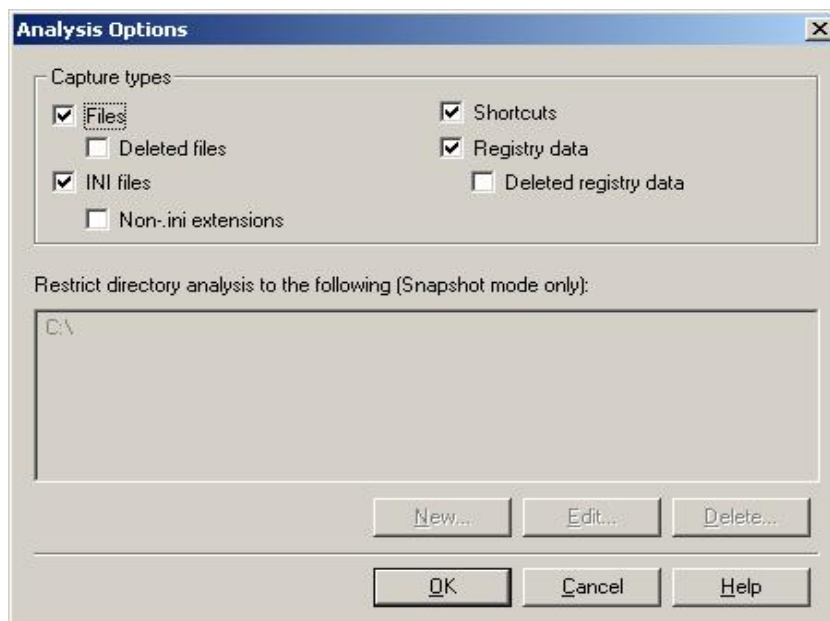 Analysis Options
Capture types
Files
Shortcuts
Deleted files
Registry data
INI files
Deleted registry data
Non-.ini extensions
Restrict directory analysis to the following (Snapshot mode only):
C:\
New... Edit... Delete...
OK Cancel Help